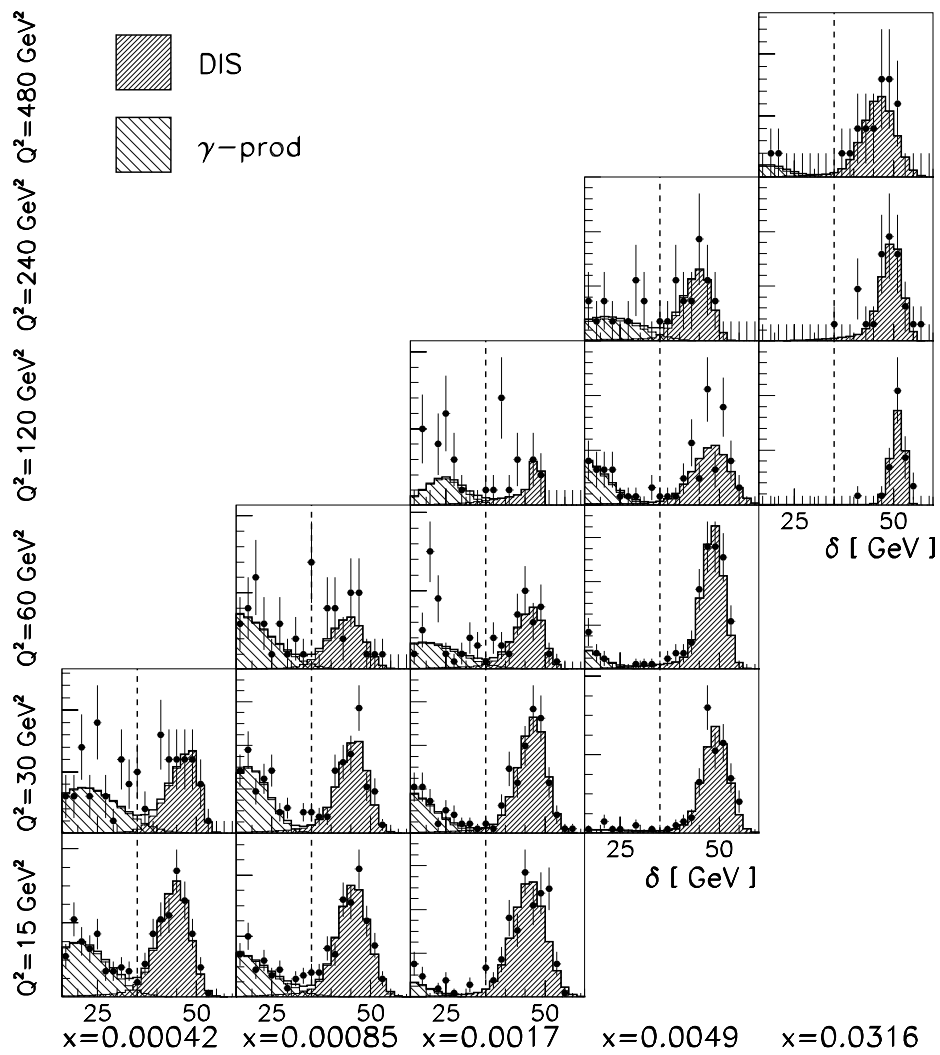 DIS
γ-prod
Q²=480 GeV²
Q²=240 GeV²
Q²=120 GeV²
Q²=60 GeV²
Q²=30 GeV²
Q²=15 GeV²
25 50
δ [ GeV ]
25 50
δ [ GeV ]
25 50 25 50 25 50
x=0.00042 x=0.00085 x=0.0017 x=0.0049 x=0.0316